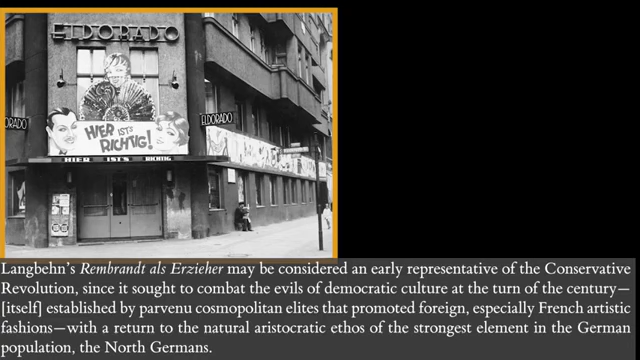 ELDORADO
HIER IST'S
RICHTIG!
ELDORADO
HIER IST'S RICHTIG
Langbehn's Rembrandt als Erzieher may be considered an early representative of the Conservative
Revolution, since it sought to combat the evils of democratic culture at the turn of the century—
[itself] established by parvenu cosmopolitan elites that promoted foreign, especially French artistic
fashions—with a return to the natural aristocratic ethos of the strongest element in the German
population, the North Germans.